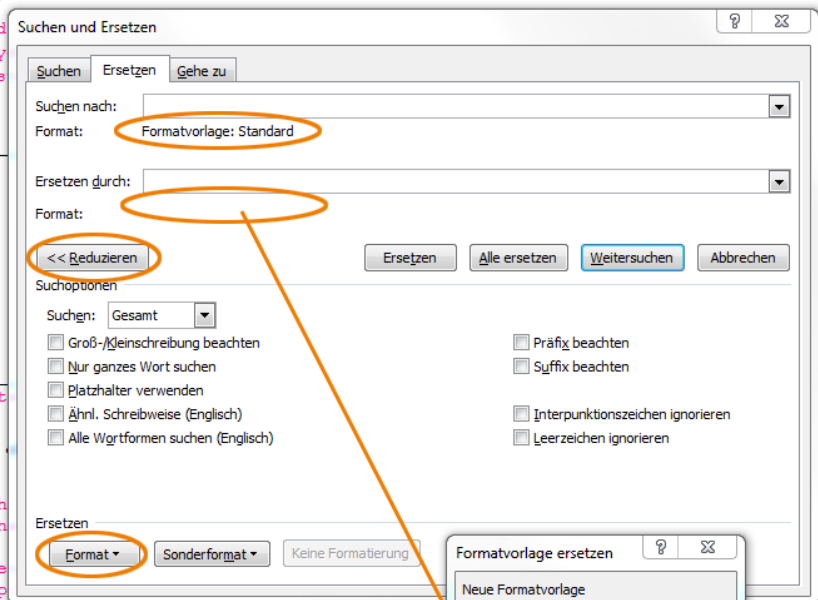 Suchen und Ersetzen
Suchen Ersetzen Gehe zu
Suchen nach:
Format: Formatvorlage: Standard
Ersetzen durch:
Format:
<< Reduzieren Ersetzen Alle ersetzen Weitersuchen Abbrechen
Suchoptionen
Suchen: Gesamt
Groß-/Kleinschreibung beachten Präfix beachten
Nur ganzes Wort suchen Suffix beachten
Platzhalter verwenden
Ähnl. Schreibweise (Englisch) Interpunktionszeichen ignorieren
Alle Wortformen suchen (Englisch) Leerzeichen ignorieren
Ersetzen
Format Sonderformat Keine Formatierung
Formatvorlage ersetzen
Neue Formatvorlage